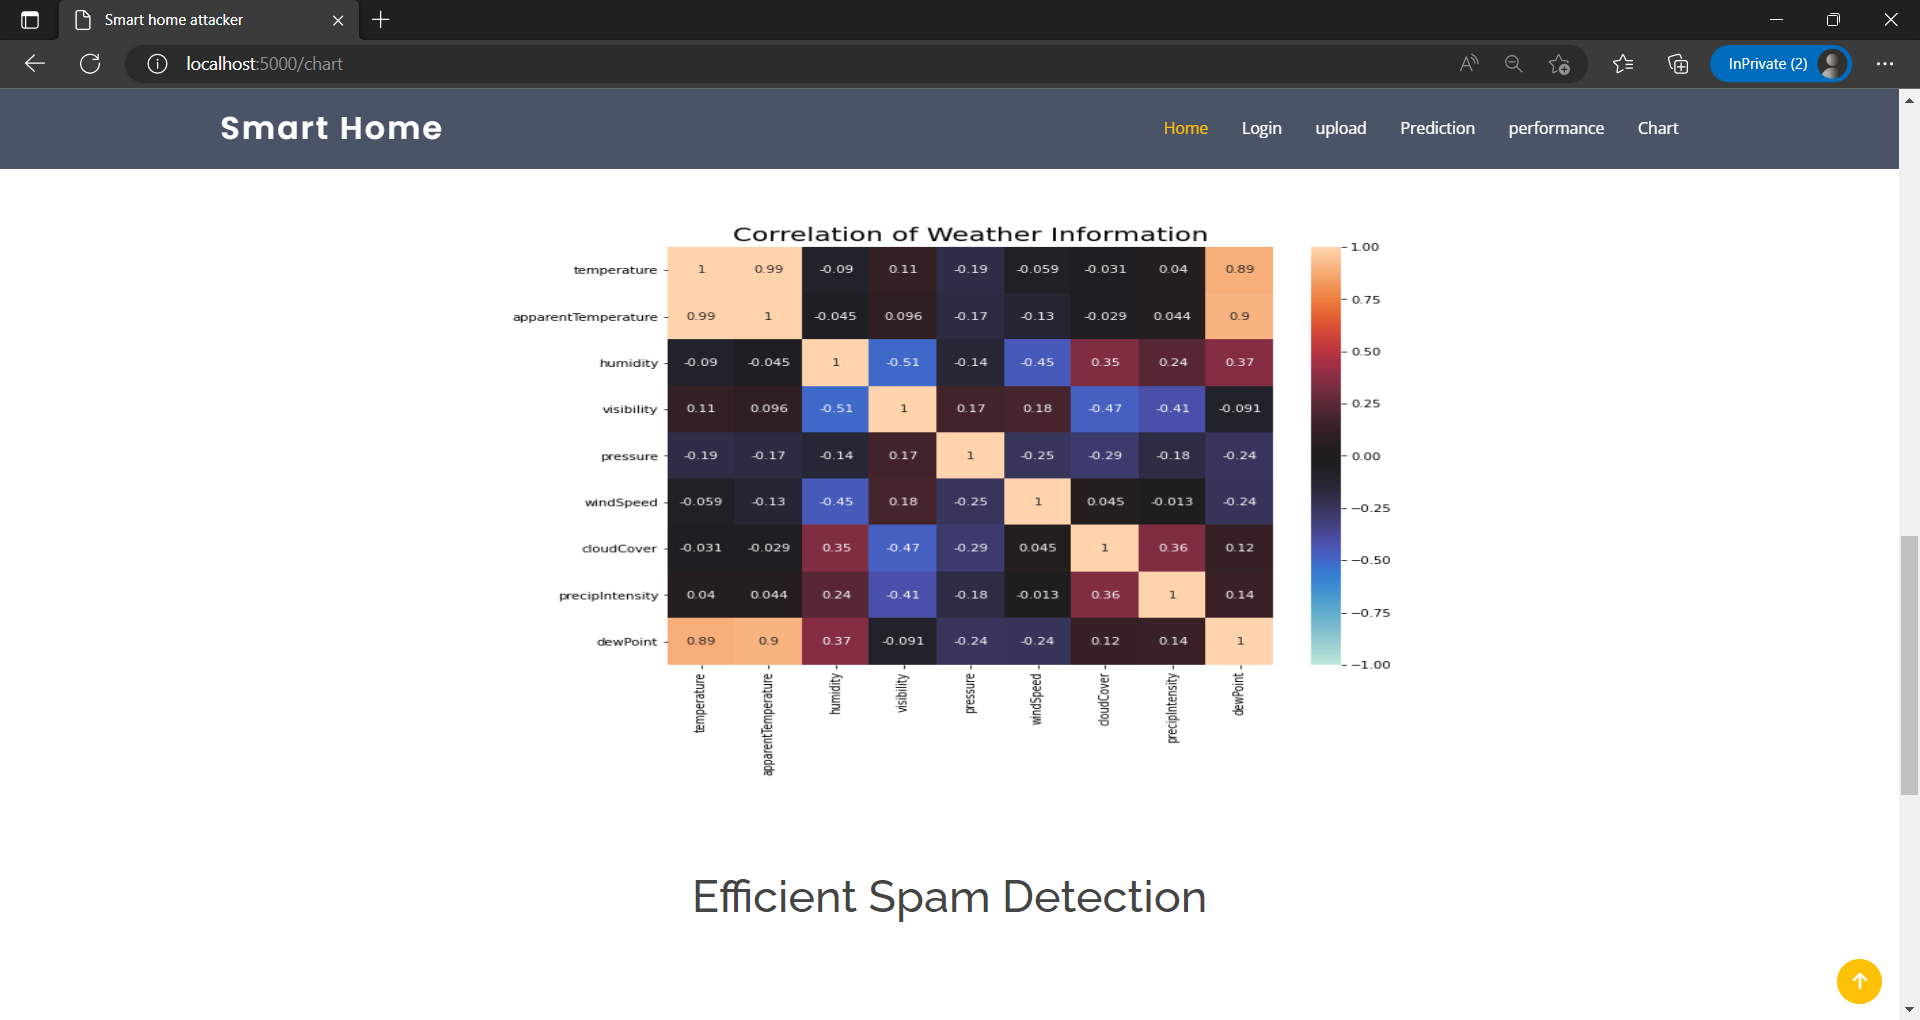 Smart home attacker
localhost:5000/chart
InPrivate (2)
Smart Home
Home Login upload Prediction performance Chart
Correlation of Weather Information
temperature 1 0.99 -0.09 0.11 -0.19 -0.059 -0.031 0.04 0.89
apparentTemperature 0.99 1 -0.045 0.096 -0.17 -0.13 -0.029 0.044 0.9
humidity -0.09 -0.045 1 -0.51 -0.14 -0.45 0.35 0.24 0.37
visibility 0.11 0.096 -0.51 1 0.17 0.18 -0.47 -0.41 -0.091
pressure -0.19 -0.17 -0.14 0.17 1 -0.25 -0.29 -0.18 -0.24
windSpeed -0.059 -0.13 -0.45 0.18 -0.25 1 0.045 -0.013 -0.24
cloudCover -0.031 -0.029 0.35 -0.47 -0.29 0.045 1 0.36 0.12
precipIntensity 0.04 0.044 0.24 -0.41 -0.18 -0.013 0.36 1 0.14
dewPoint 0.89 0.9 0.37 -0.091 -0.24 -0.24 0.12 0.14 1
temperature
apparentTemperature
humidity
visibility
pressure
windSpeed
cloudCover
precipIntensity
dewPoint
1.00
0.75
0.50
0.25
0.00
−0.25
−0.50
−0.75
−1.00
Efficient Spam Detection